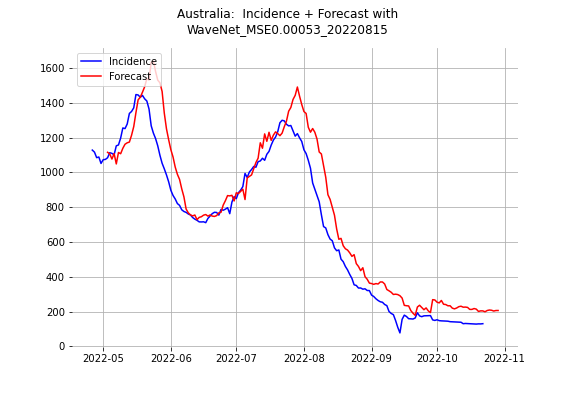 Australia:  Incidence + Forecast with
WaveNet_MSE0.00053_20220815
Incidence
Forecast
1600
1400
1200
1000
800
600
400
200
0
2022-05 2022-06 2022-07 2022-08 2022-09 2022-10 2022-11